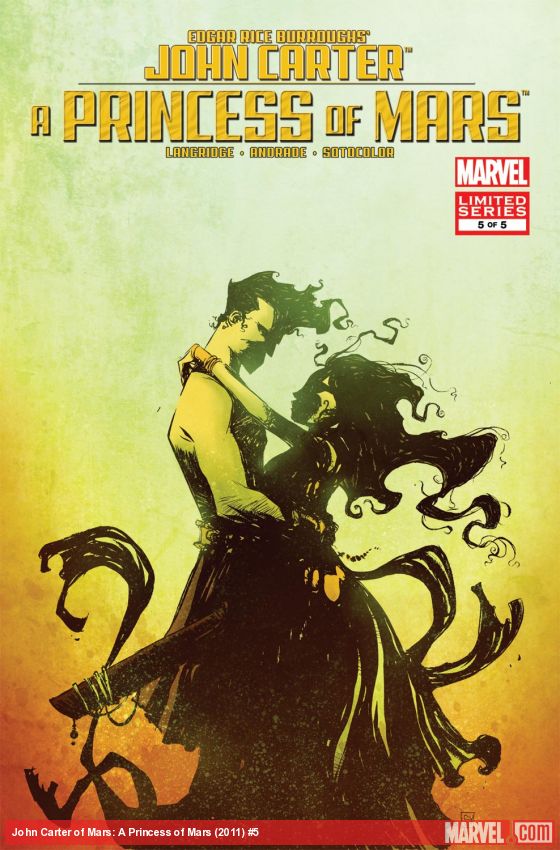 EDGAR RICE BURROUGHS'
JOHN CARTER™
A PRINCESS OF MARS™
LANGRIDGE • ANDRADE • SOTOCOLOR
MARVEL
LIMITED
SERIES
5 OF 5
John Carter of Mars: A Princess of Mars (2011) #5
MARVEL.com